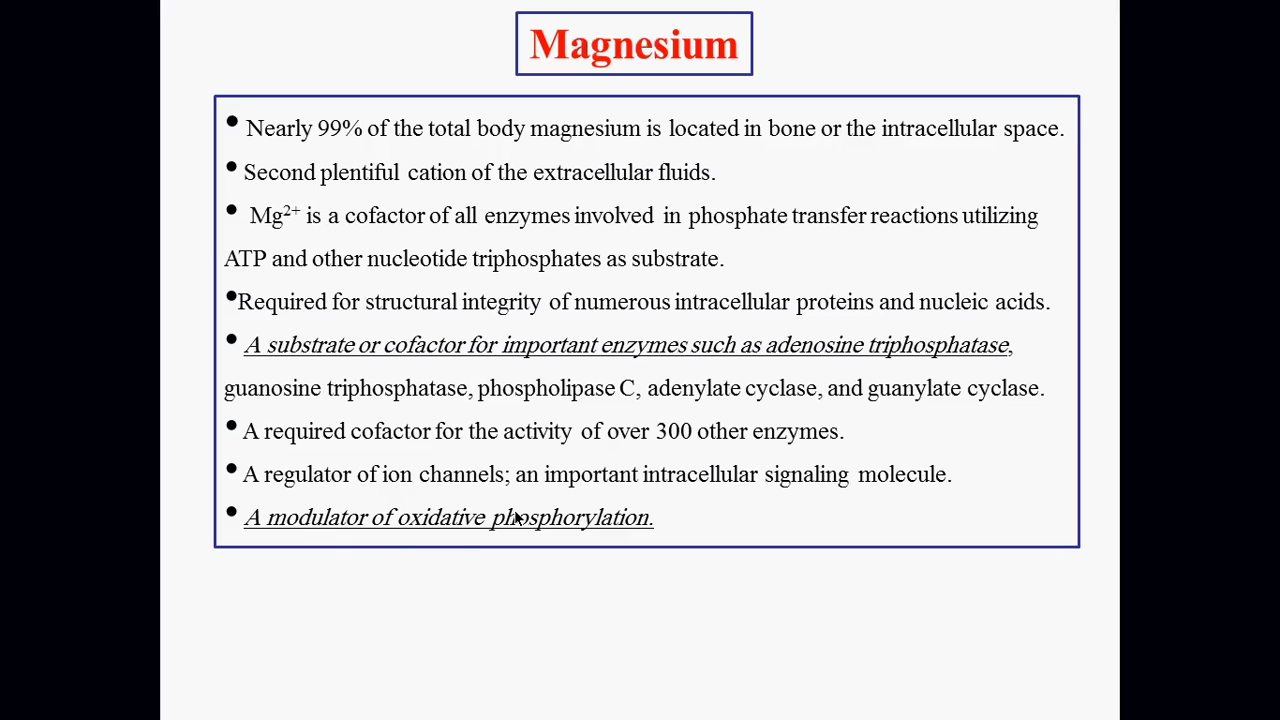 Magnesium
• Nearly 99% of the total body magnesium is located in bone or the intracellular space.
• Second plentiful cation of the extracellular fluids.
• Mg²⁺ is a cofactor of all enzymes involved in phosphate transfer reactions utilizing
ATP and other nucleotide triphosphates as substrate.
•Required for structural integrity of numerous intracellular proteins and nucleic acids.
• A substrate or cofactor for important enzymes such as adenosine triphosphatase,
guanosine triphosphatase, phospholipase C, adenylate cyclase, and guanylate cyclase.
• A required cofactor for the activity of over 300 other enzymes.
• A regulator of ion channels; an important intracellular signaling molecule.
• A modulator of oxidative phosphorylation.